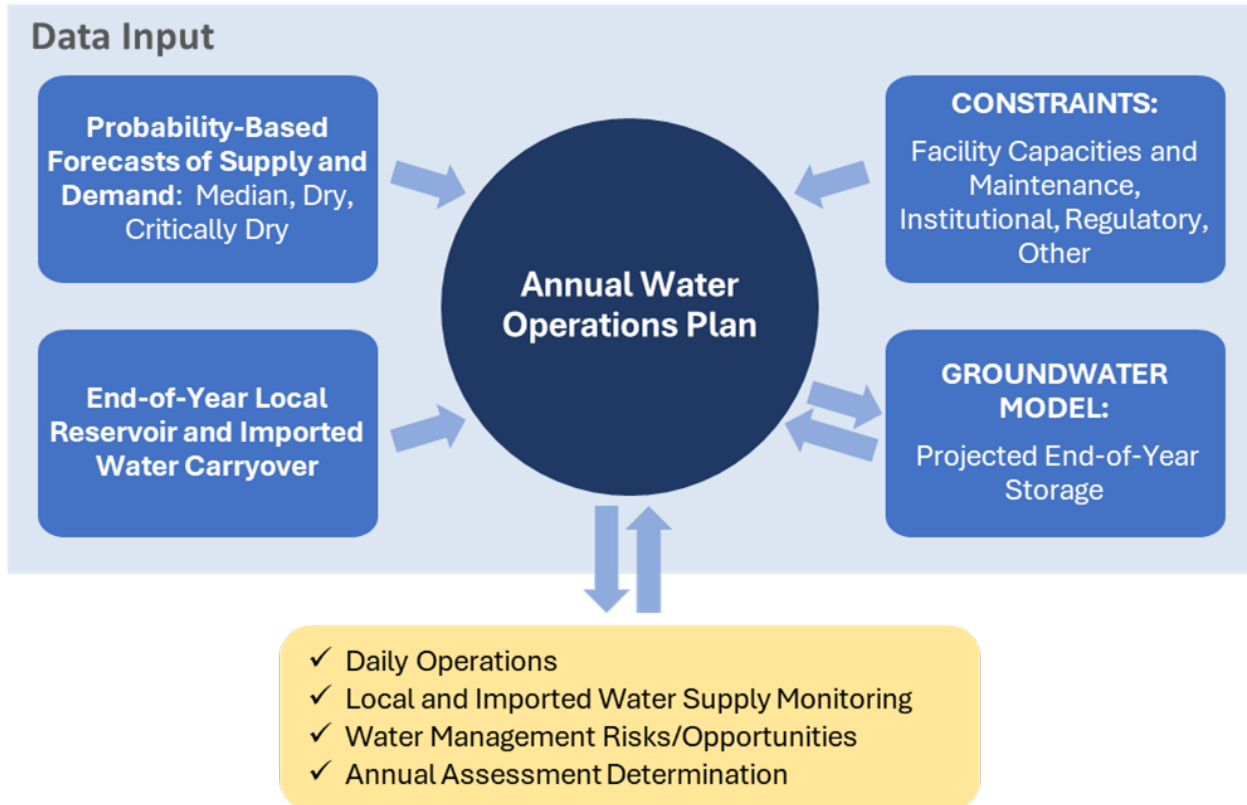 Data Input
Probability-Based
Forecasts of Supply and
Demand: Median, Dry,
Critically Dry
End-of-Year Local
Reservoir and Imported
Water Carryover
Annual Water
Operations Plan
CONSTRAINTS:
Facility Capacities and
Maintenance,
Institutional, Regulatory,
Other
GROUNDWATER
MODEL:
Projected End-of-Year
Storage
✓ Daily Operations
✓ Local and Imported Water Supply Monitoring
✓ Water Management Risks/Opportunities
✓ Annual Assessment Determination